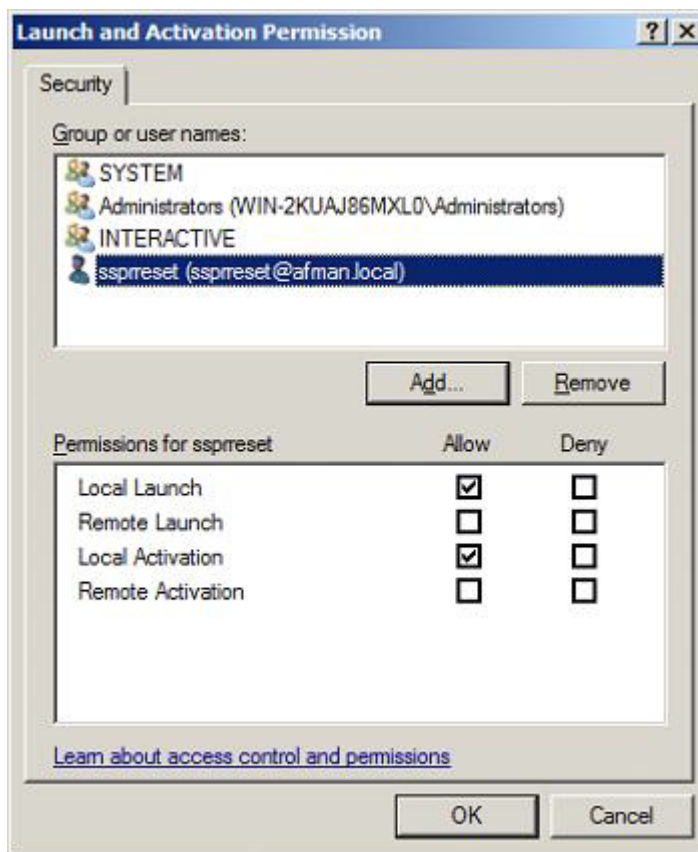 Launch and Activation Permission
Security
Group or user names:
SYSTEM
Administrators (WIN-2KUAJ86MXL0\Administrators)
INTERACTIVE
ssprreset (ssprreset@afman.local)
Add...
Remove
Permissions for ssprreset Allow Deny
Local Launch
Remote Launch
Local Activation
Remote Activation
Learn about access control and permissions
OK Cancel